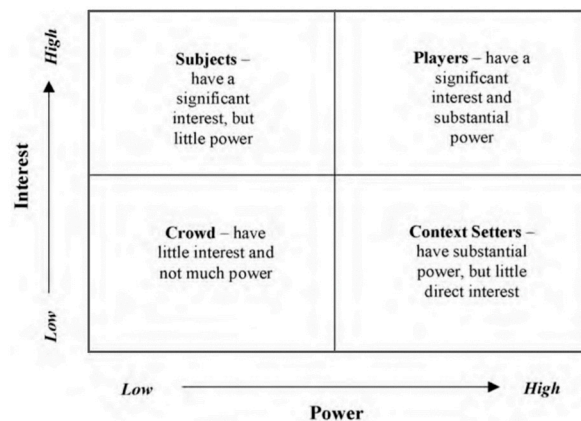 High
Subjects –
have a
significant
interest, but
little power
Players – have a
significant
interest and
substantial
power
Interest
Crowd – have
little interest and
not much power
Context Setters –
have substantial
power, but little
direct interest
Low
Low
High
Power